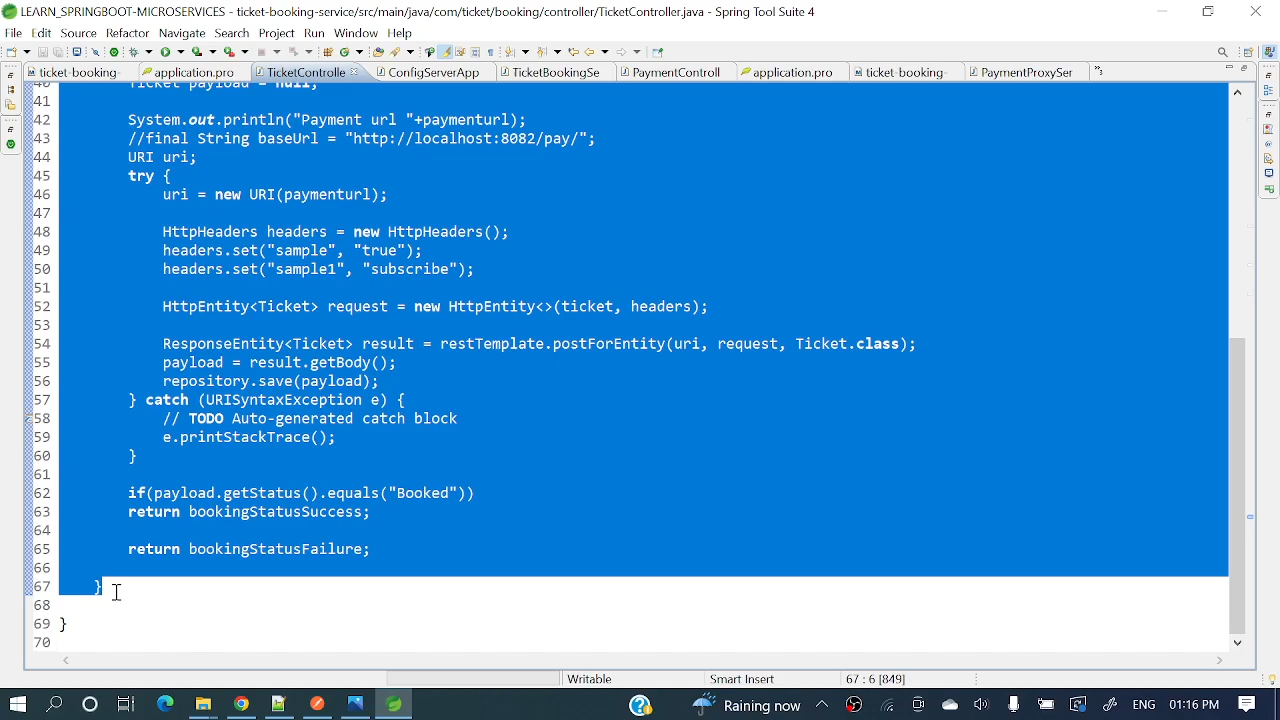 LEARN_SPRINGBOOT-MICROSERVICES - ticket-booking-service/src/main/java/com/ticket/booking/controller/TicketController.java - Spring Tool Suite 4
File Edit Source Refactor Navigate Search Project Run Window Help
ticket-booking- application.pro TicketControlle ConfigServerApp TicketBookingSe PaymentControll application.pro ticket-booking- PaymentProxySer
40 Ticket payload = null;
41
42 System.out.println("Payment url "+paymenturl);
43 //final String baseUrl = "http://localhost:8082/pay/";
44 URI uri;
45 try {
46 uri = new URI(paymenturl);
47
48 HttpHeaders headers = new HttpHeaders();
49 headers.set("sample", "true");
50 headers.set("sample1", "subscribe");
51
52 HttpEntity<Ticket> request = new HttpEntity<>(ticket, headers);
53
54 ResponseEntity<Ticket> result = restTemplate.postForEntity(uri, request, Ticket.class);
55 payload = result.getBody();
56 repository.save(payload);
57 } catch (URISyntaxException e) {
58 // TODO Auto-generated catch block
59 e.printStackTrace();
60 }
61
62 if(payload.getStatus().equals("Booked"))
63 return bookingStatusSuccess;
64
65 return bookingStatusFailure;
66
67 }
68
69 }
70
Writable Smart Insert 67 : 6 [849]
Raining now ENG 01:16 PM